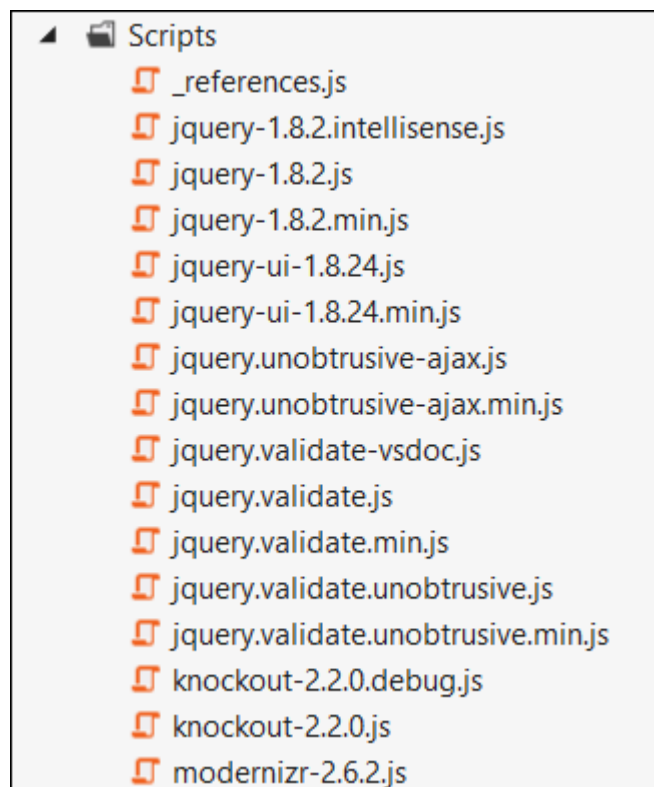 Scripts
_references.js
jquery-1.8.2.intellisense.js
jquery-1.8.2.js
jquery-1.8.2.min.js
jquery-ui-1.8.24.js
jquery-ui-1.8.24.min.js
jquery.unobtrusive-ajax.js
jquery.unobtrusive-ajax.min.js
jquery.validate-vsdoc.js
jquery.validate.js
jquery.validate.min.js
jquery.validate.unobtrusive.js
jquery.validate.unobtrusive.min.js
knockout-2.2.0.debug.js
knockout-2.2.0.js
modernizr-2.6.2.js